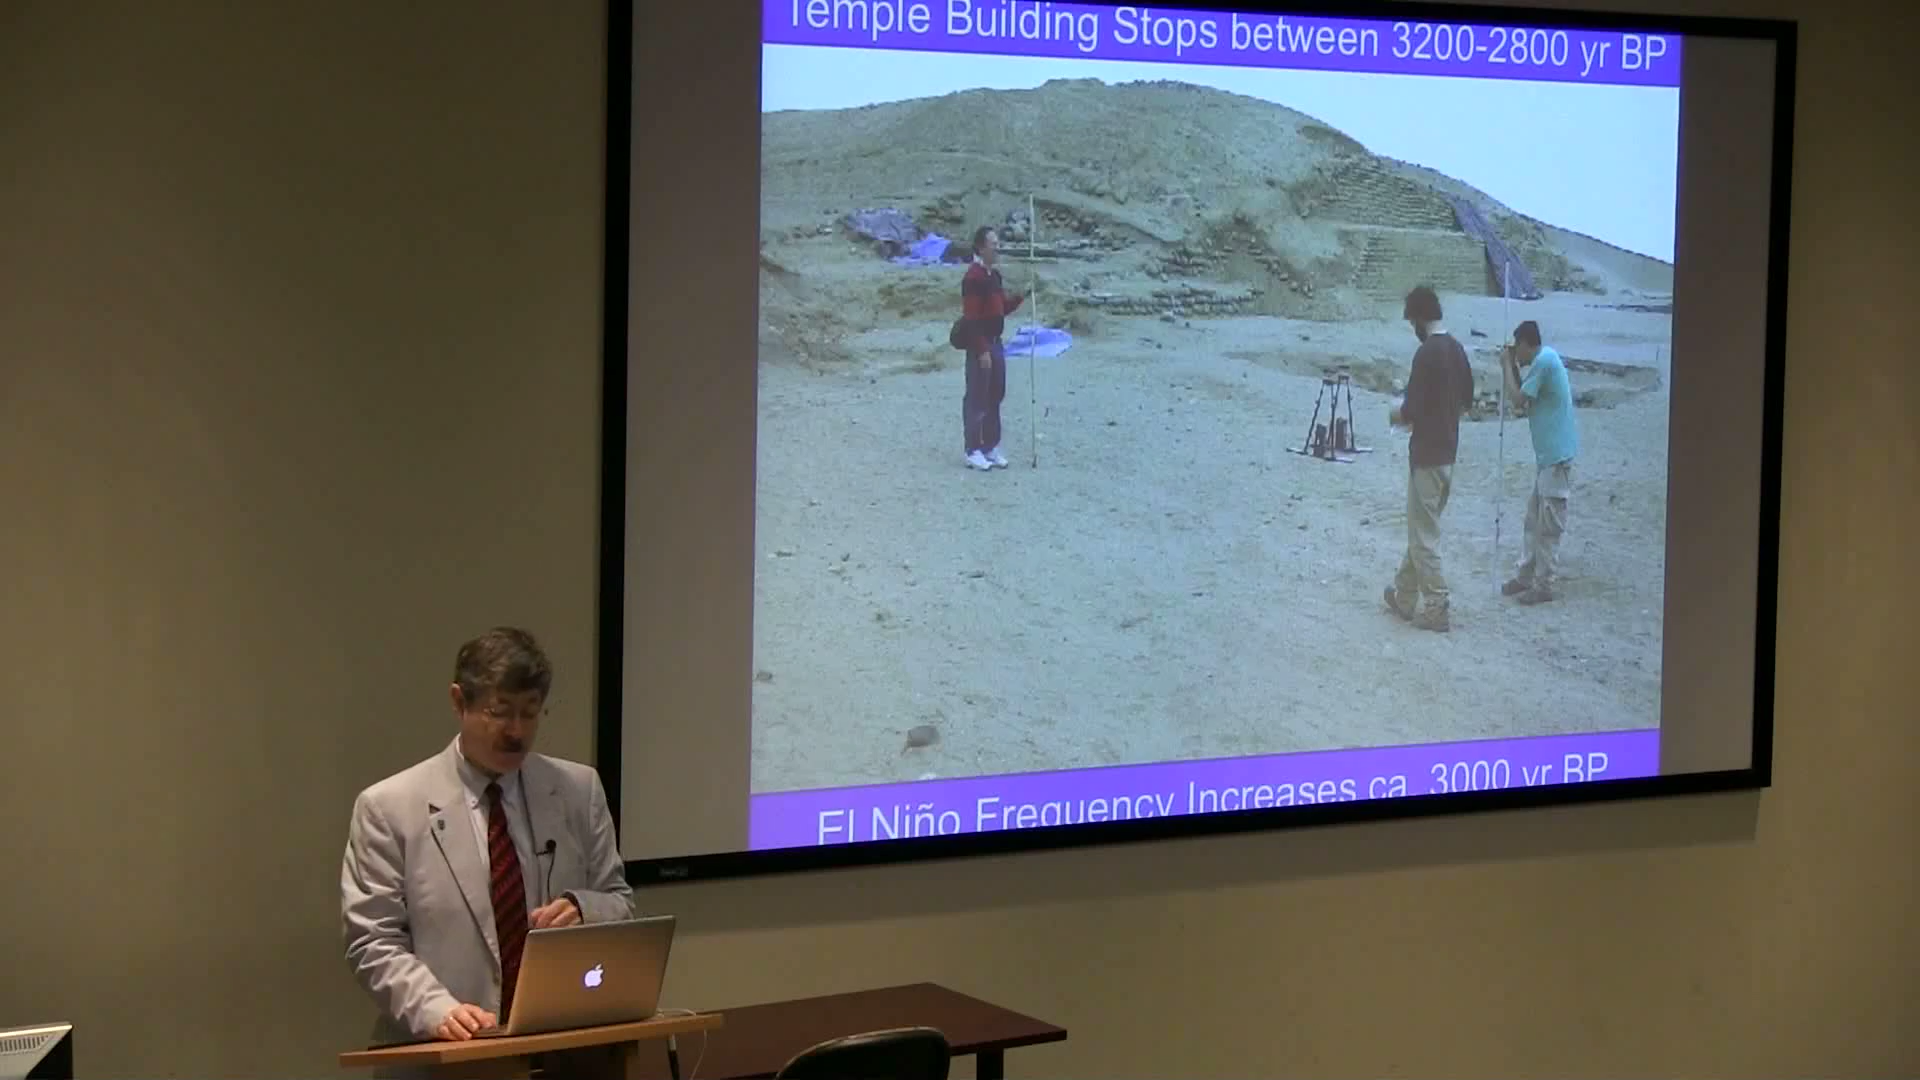 Temple Building Stops between 3200-2800 yr BP
El Niño Frequency Increases ca. 3000 yr BP